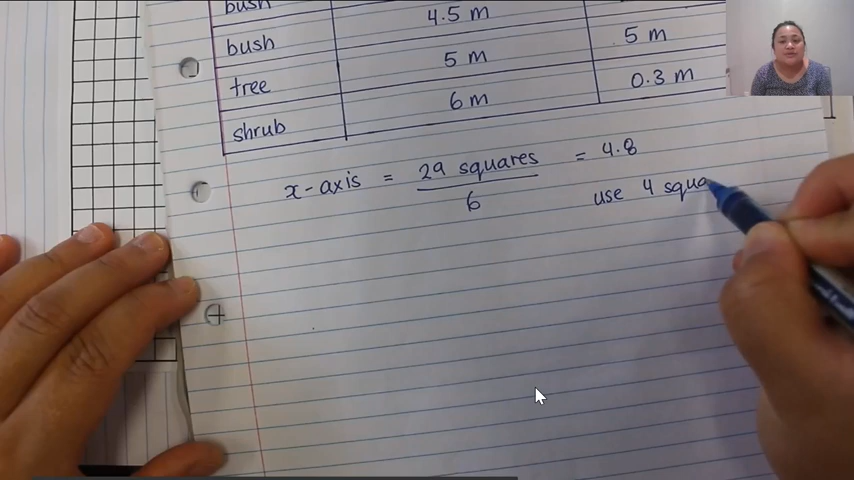 bush
bush 4.5 m
tree 5 m 5 m
shrub 6 m 0.3 m
x-axis = 29 squares = 4.8
6
use 4 squa